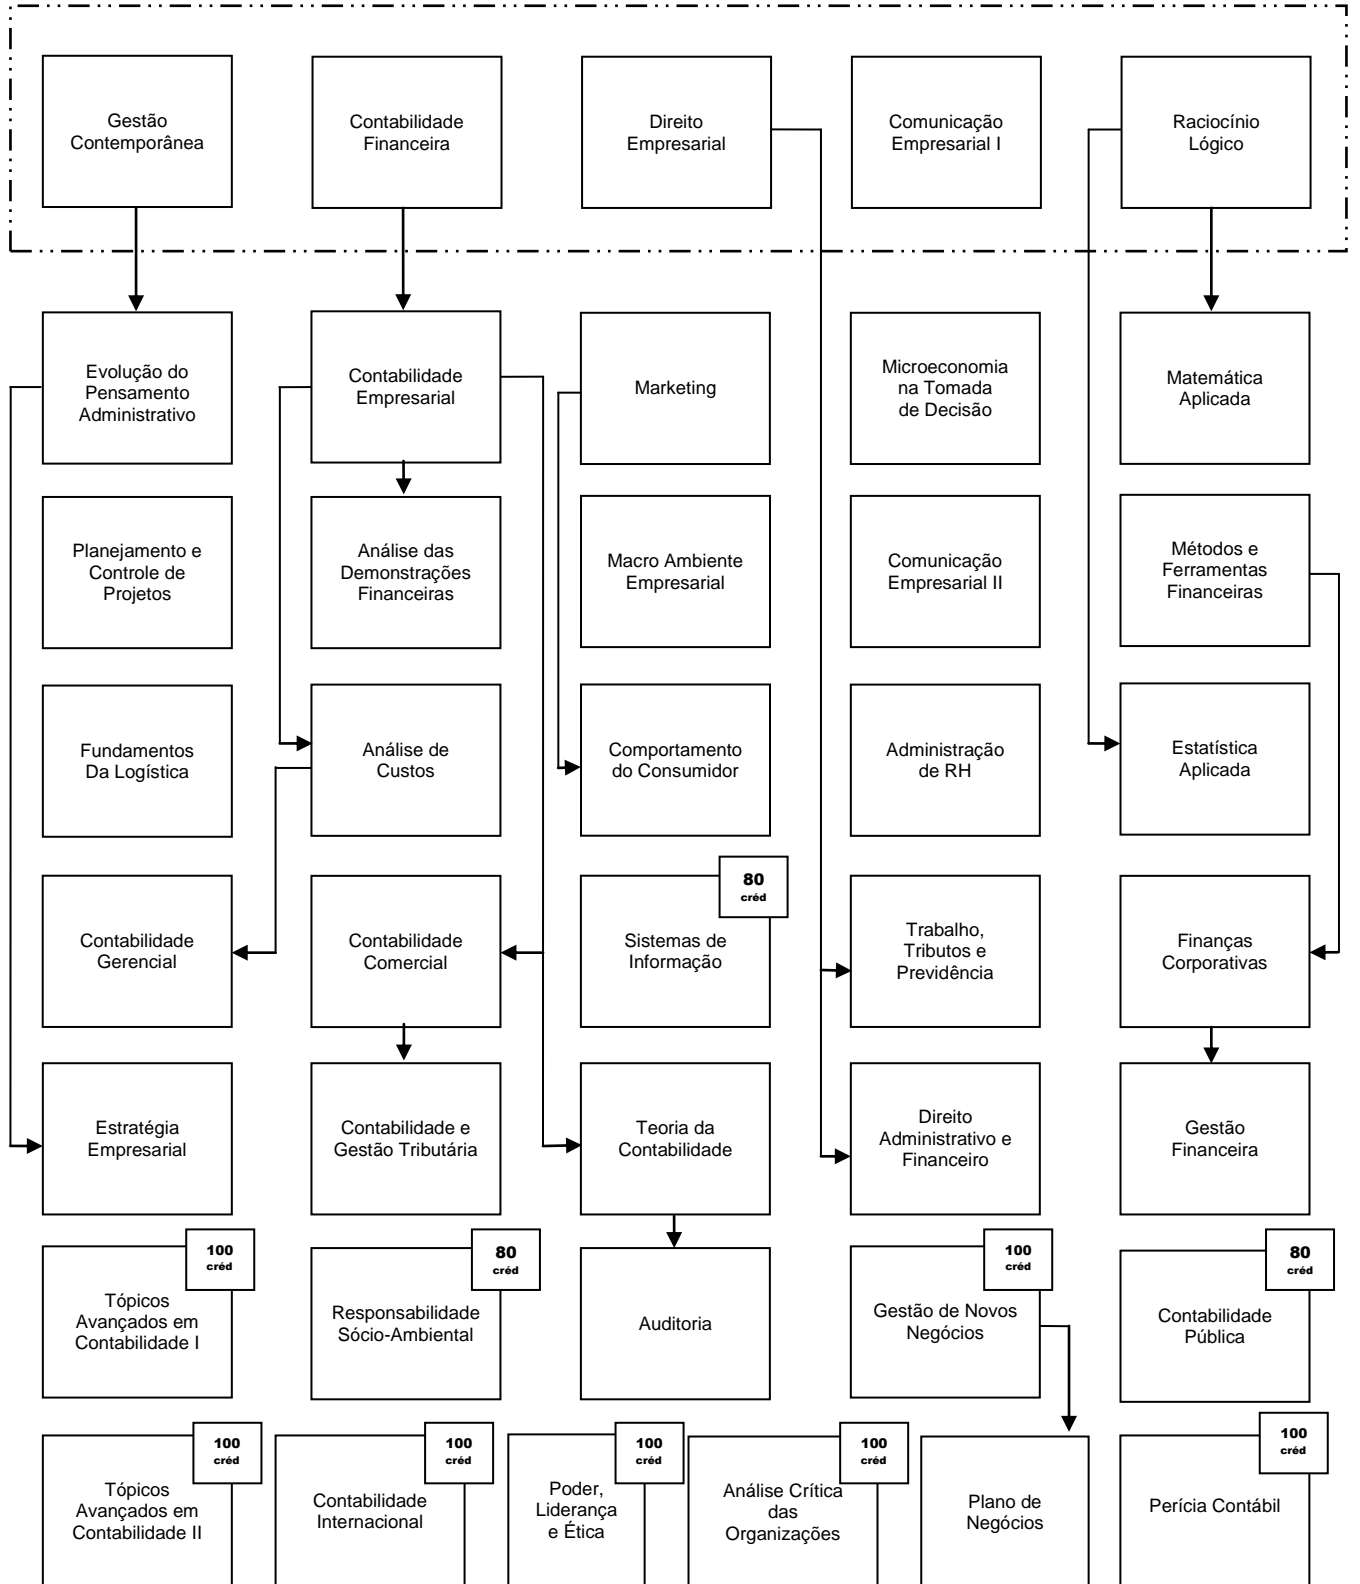 Gestão
Contemporânea
Contabilidade
Financeira
Direito
Empresarial
Comunicação
Empresarial I
Raciocínio
Lógico
Evolução do
Pensamento
Administrativo
Contabilidade
Empresarial
Marketing
Microeconomia
na Tomada
de Decisão
Matemática
Aplicada
Planejamento e
Controle de
Projetos
Análise das
Demonstrações
Financeiras
Macro Ambiente
Empresarial
Comunicação
Empresarial II
Métodos e
Ferramentas
Financeiras
Fundamentos
Da Logística
Análise de
Custos
Comportamento
do Consumidor
Administração
de RH
Estatística
Aplicada
Contabilidade
Gerencial
Contabilidade
Comercial
80
créd
Sistemas de
Informação
Trabalho,
Tributos e
Previdência
Finanças
Corporativas
Estratégia
Empresarial
Contabilidade e
Gestão Tributária
Teoria da
Contabilidade
Direito
Administrativo e
Financeiro
Gestão
Financeira
100
créd
Tópicos
Avançados em
Contabilidade I
80
créd
Responsabilidade
Sócio-Ambiental
Auditoria
100
créd
Gestão de Novos
Negócios
80
créd
Contabilidade
Pública
100
créd
Tópicos
Avançados em
Contabilidade II
100
créd
Contabilidade
Internacional
100
créd
Poder,
Liderança
e Ética
100
créd
Análise Crítica
das
Organizações
Plano de
Negócios
100
créd
Perícia Contábil